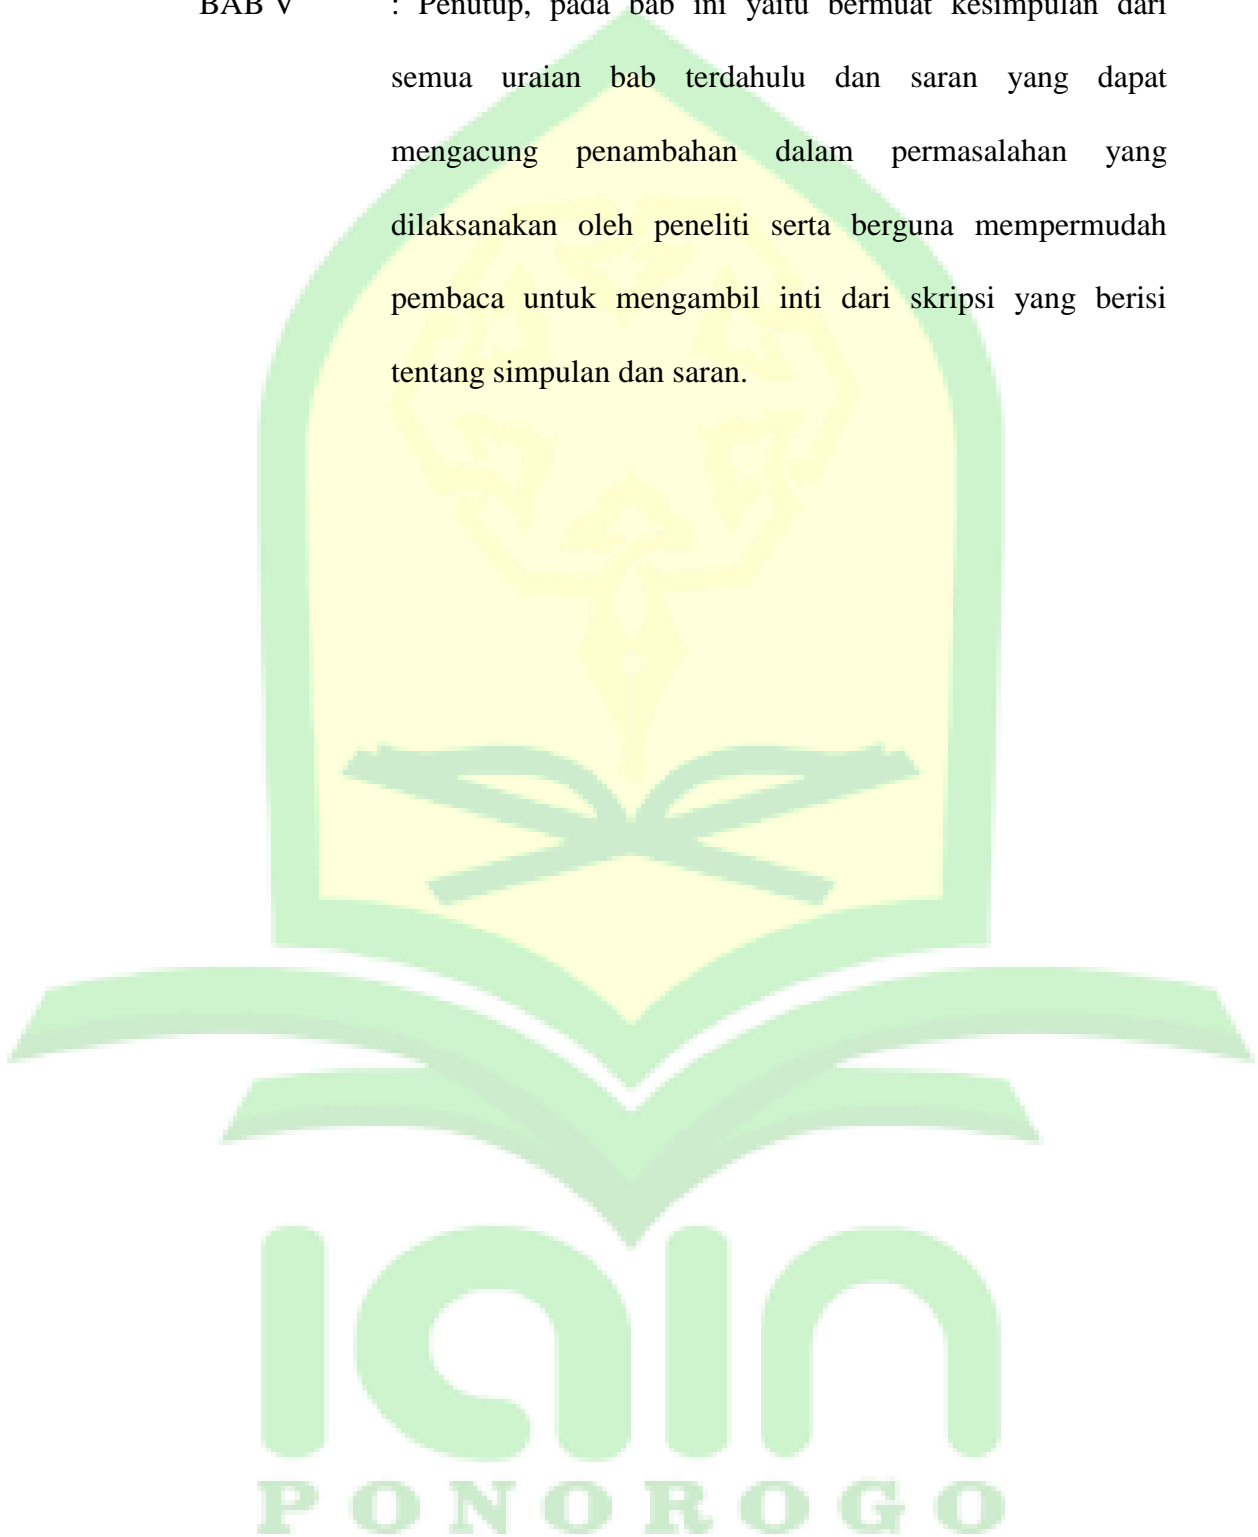 BAB V : Penutup, pada bab ini yaitu bermuat kesimpulan dari
semua uraian bab terdahulu dan saran yang dapat
mengacung penambahan dalam permasalahan yang
dilaksanakan oleh peneliti serta berguna mempermudah
pembaca untuk mengambil inti dari skripsi yang berisi
tentang simpulan dan saran.
iain
PONOROGO